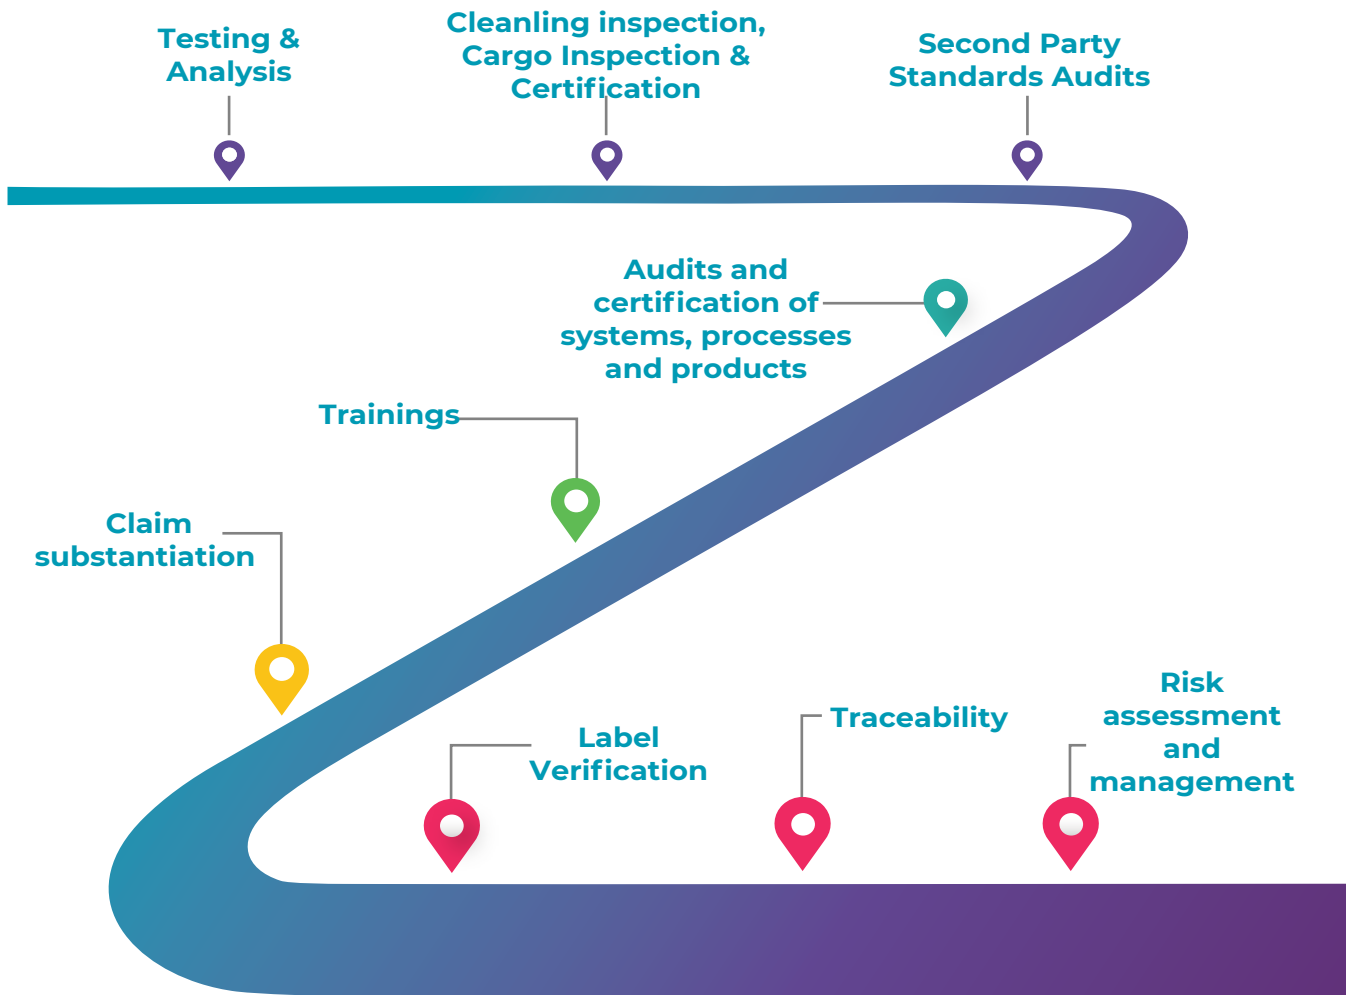 Testing &
Analysis
Cleanling inspection,
Cargo Inspection &
Certification
Second Party
Standards Audits
Audits and
certification of
systems, processes
and products
Trainings
Claim
substantiation
Label
Verification
Traceability
Risk
assessment
and
management